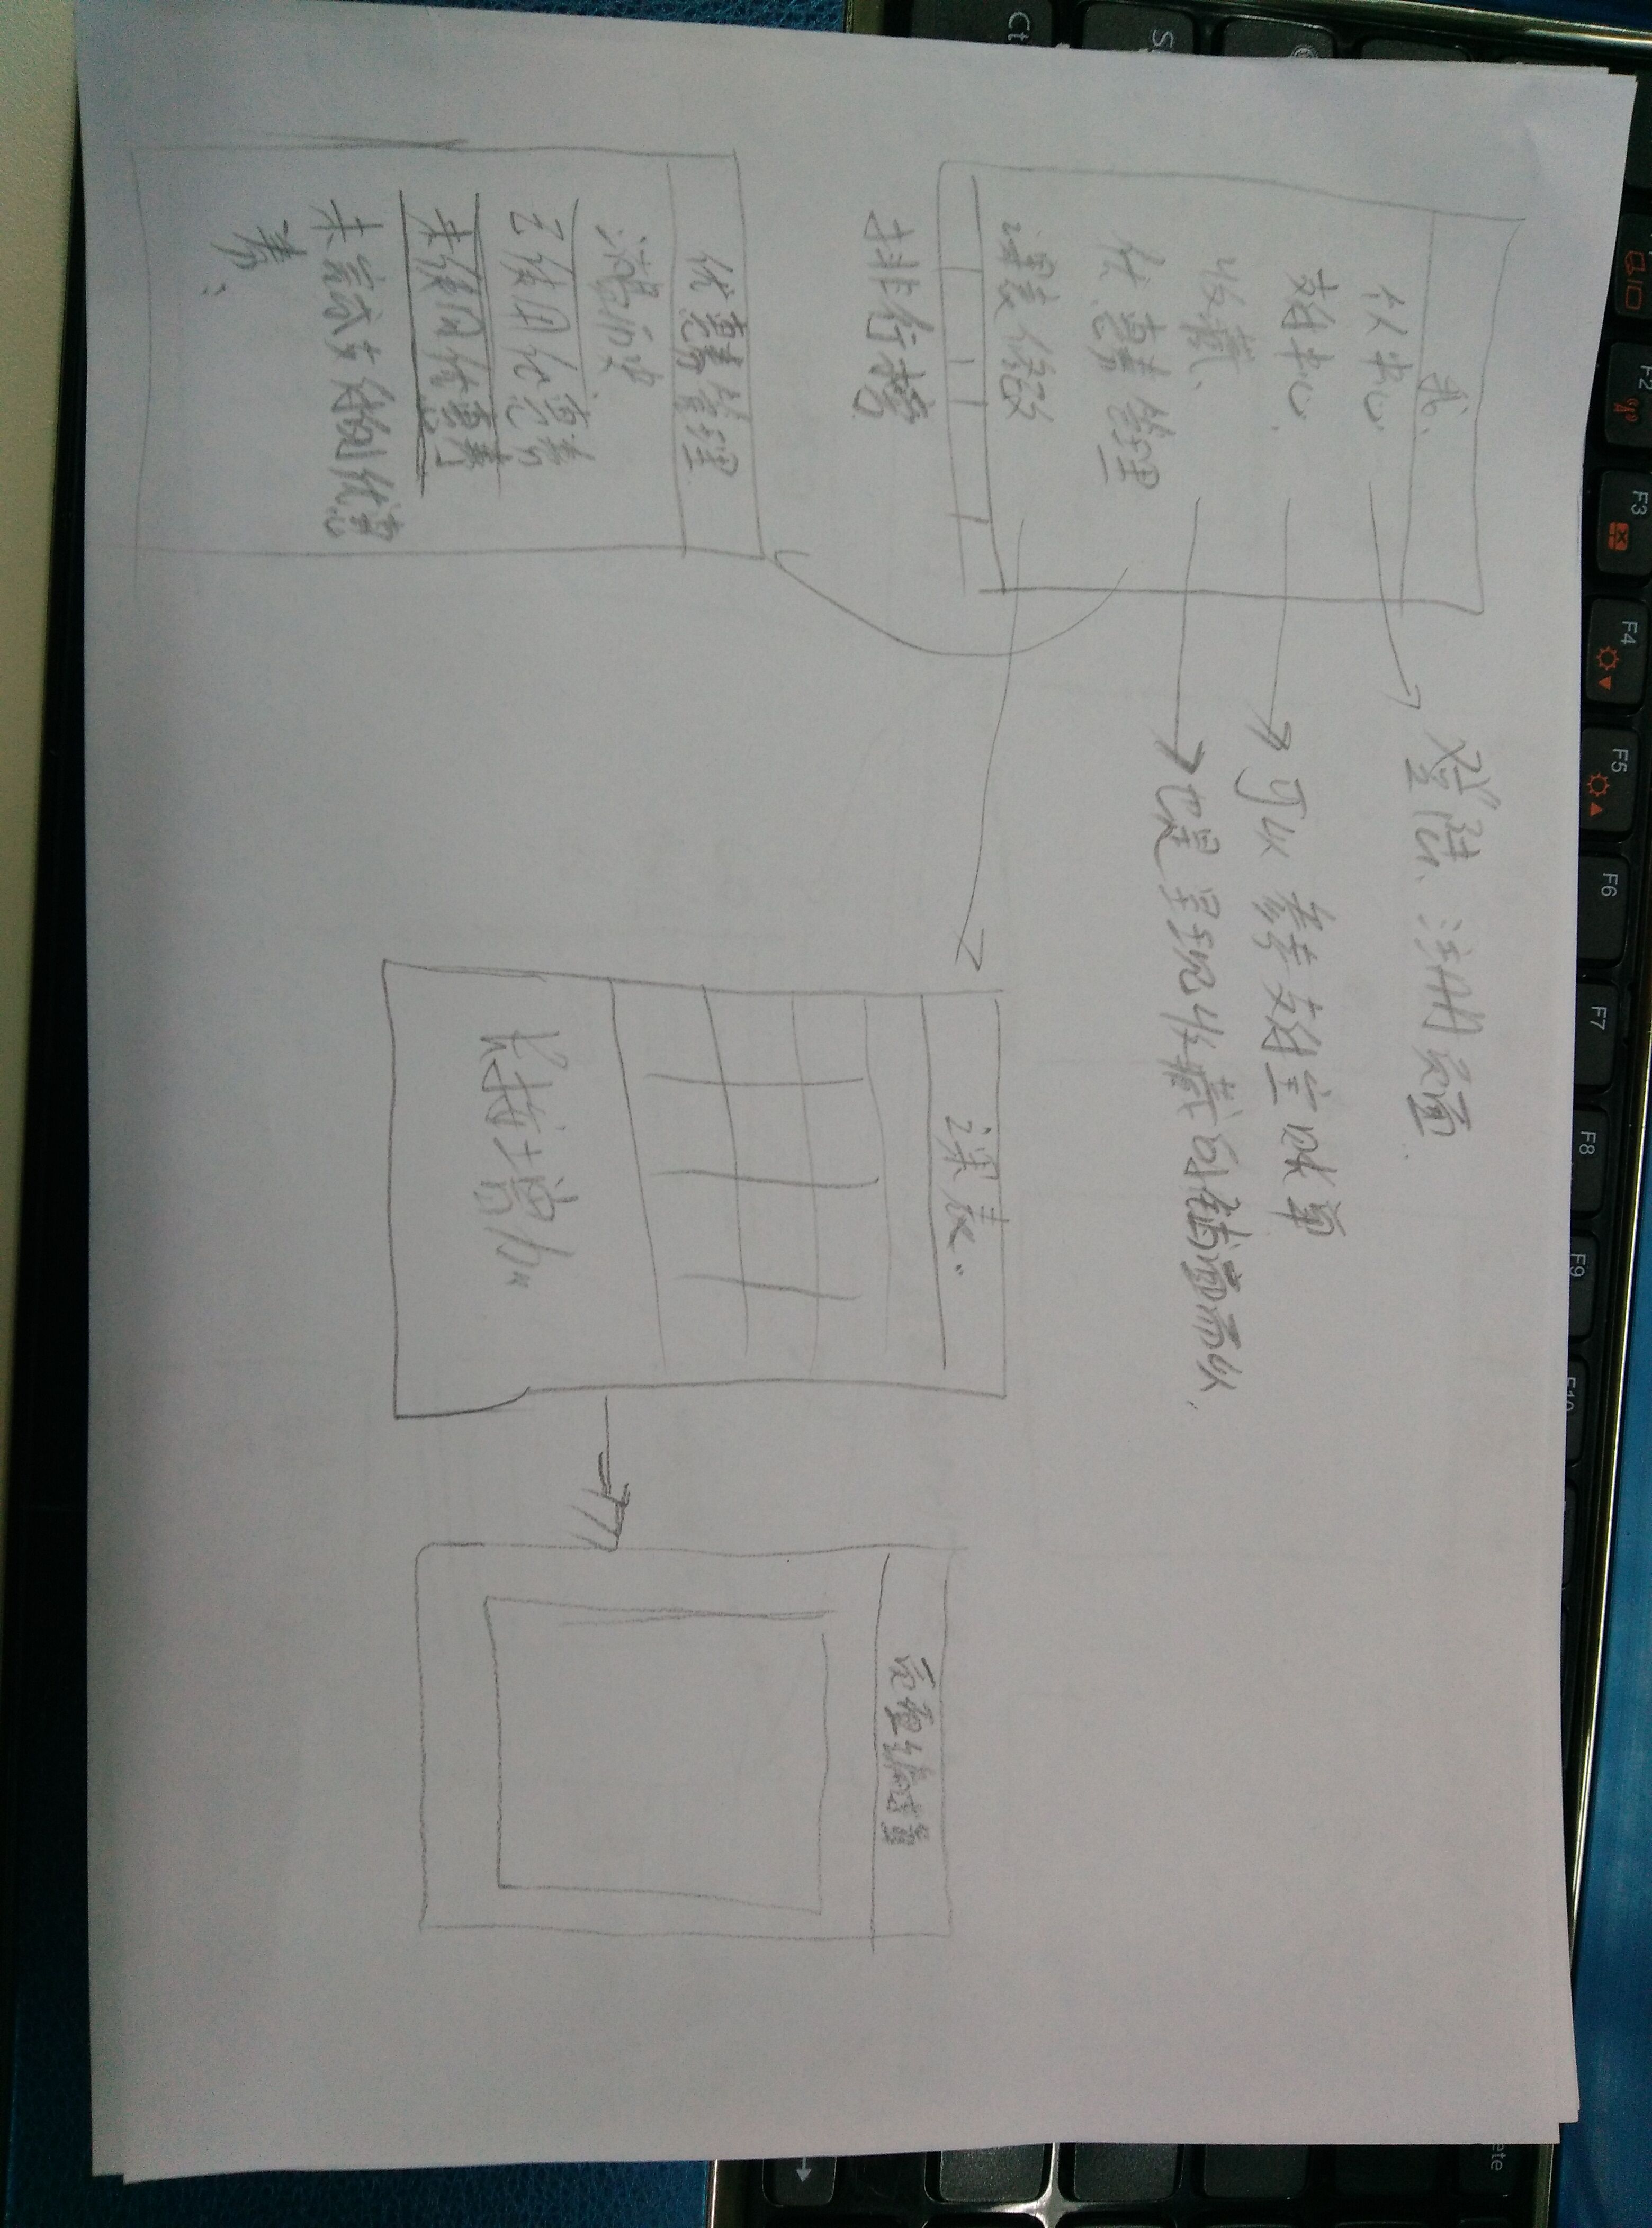 F2
F3
F4
F5
F6
F7
F8
F9
F10
我、
个人中心
支付中心、
收藏、
优惠券管理
课表修改
排行榜
登陆、注册页面
可以参考支付宝账单
也是呈现收藏的铺面而以.
优惠券管理
消费历史
已使用优惠券
未使用优惠券
未完成支付的优惠
券、
课表.
长按增加
页面编辑